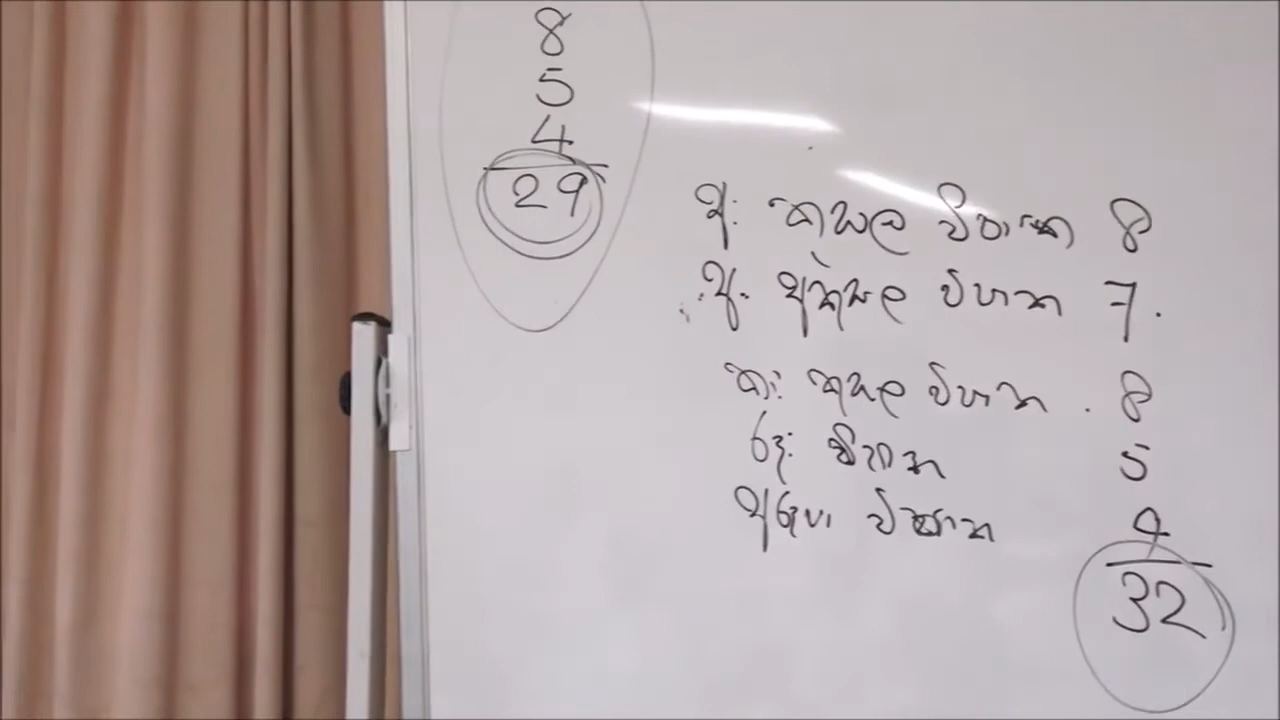 8
5
4
29
අ: කුසල විපාක 8
අ. අකුසල විපාක 7.
කා: කුසල විපාක. 8
රූ: විපාක 5
අරූප විපාක 4
32